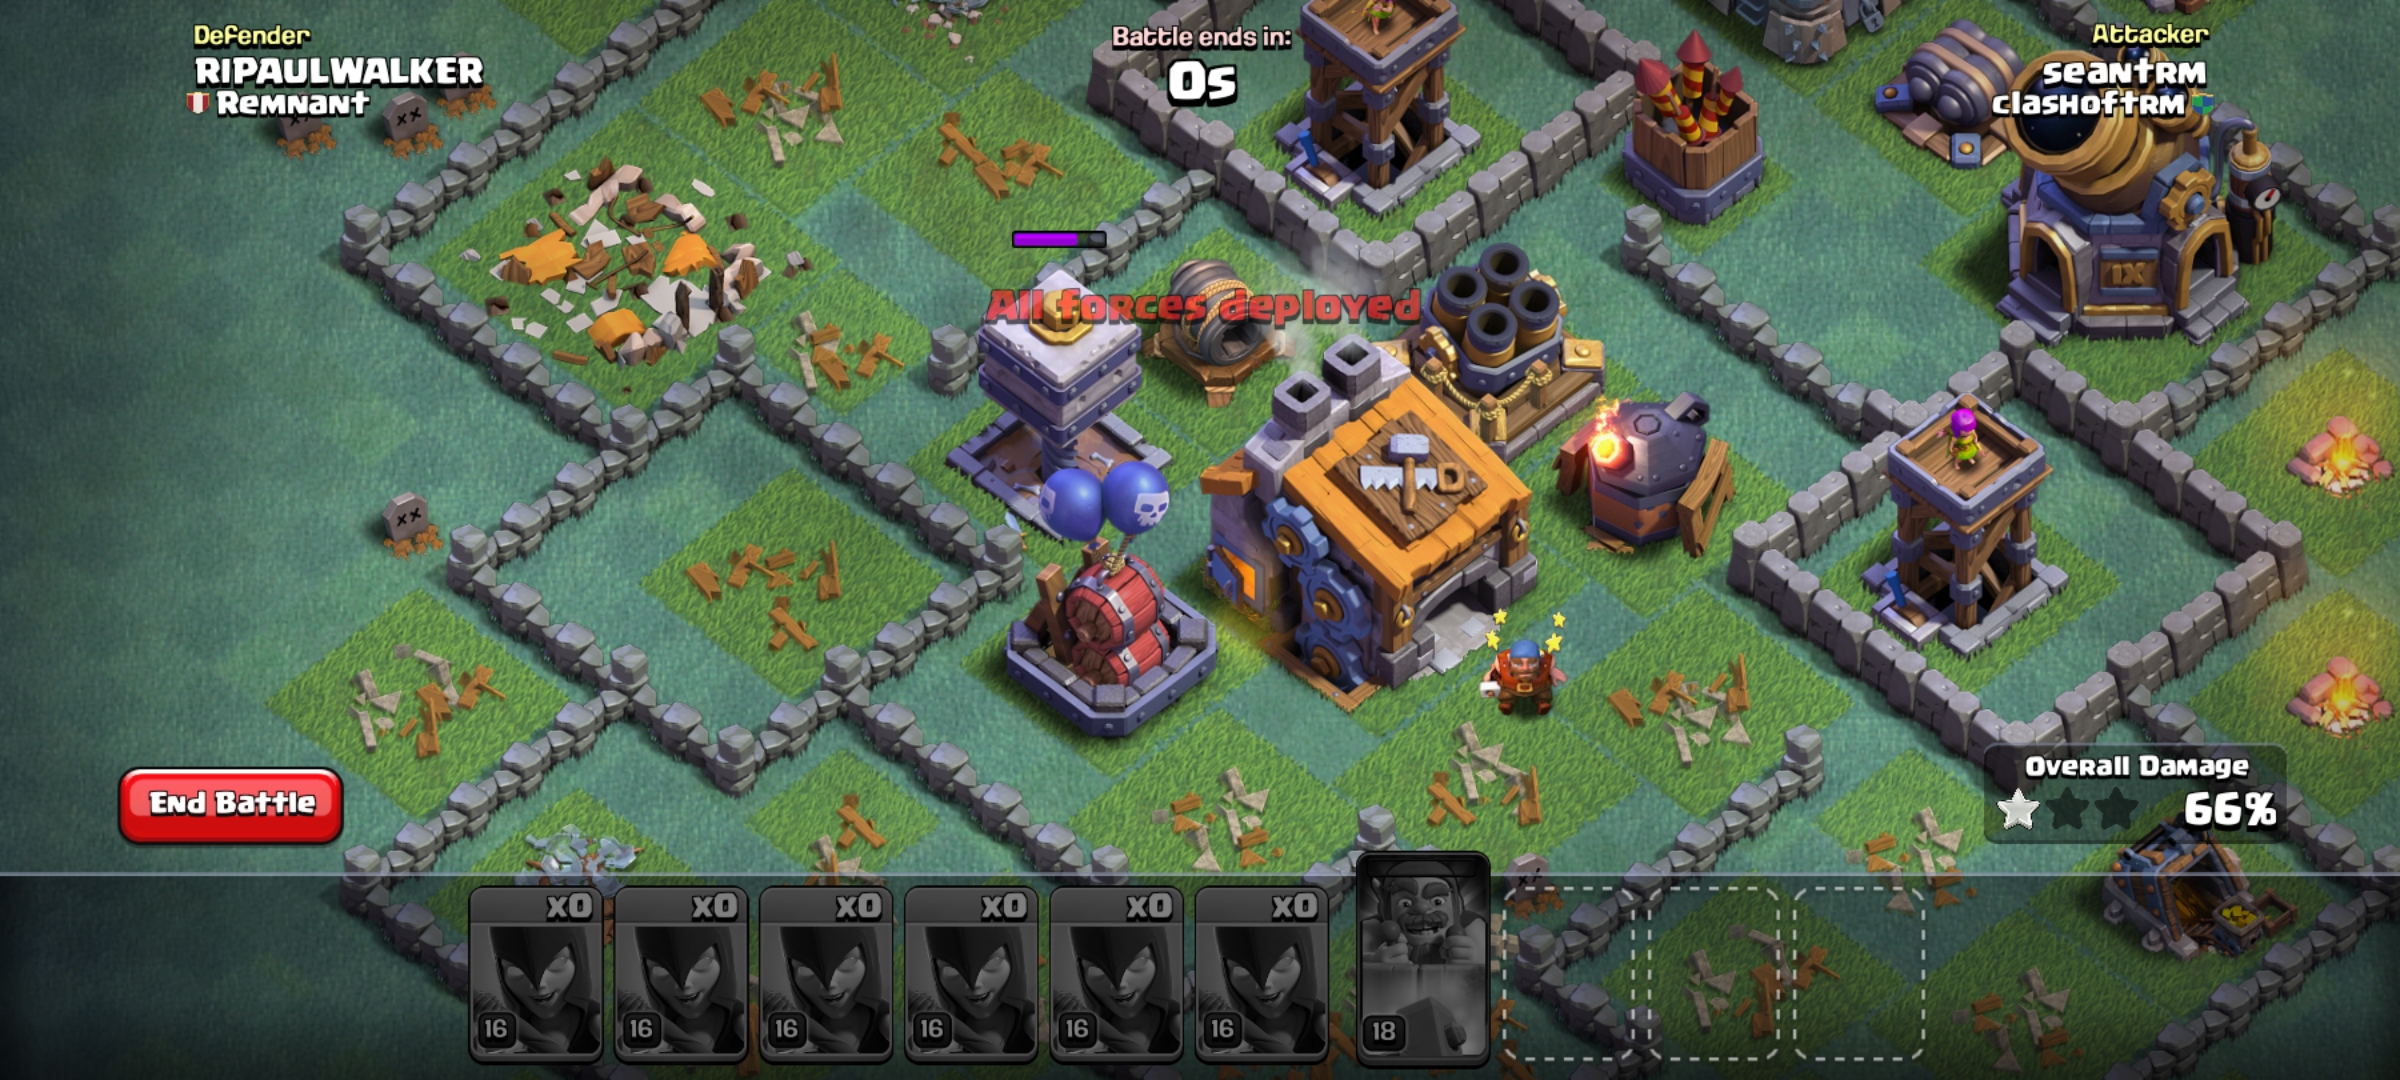 Defender
RIPAULWALKER
Remnant
Battle ends in:
0s
Attacker
seantRM
clashoftRM
All forces deployed
IX
End Battle
Overall Damage
66%
x0
x0
x0
x0
x0
x0
16
16
16
16
16
16
18